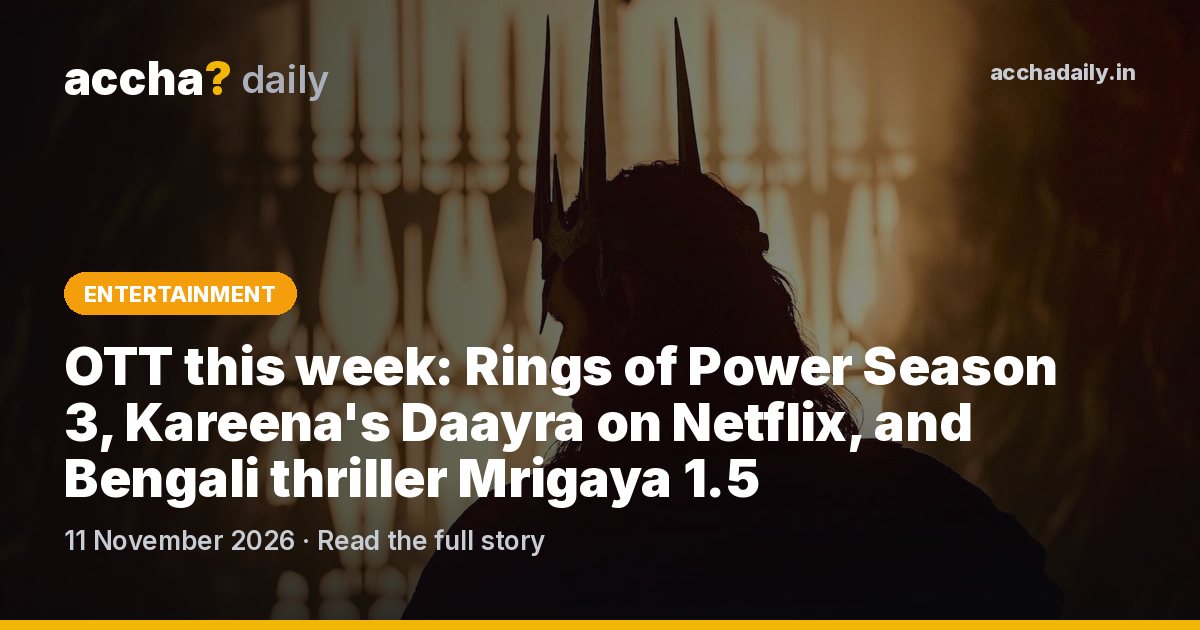 accha? daily
acchadaily.in
ENTERTAINMENT
OTT this week: Rings of Power Season
3, Kareena's Daayra on Netflix, and
Bengali thriller Mrigaya 1.5
11 November 2026 · Read the full story